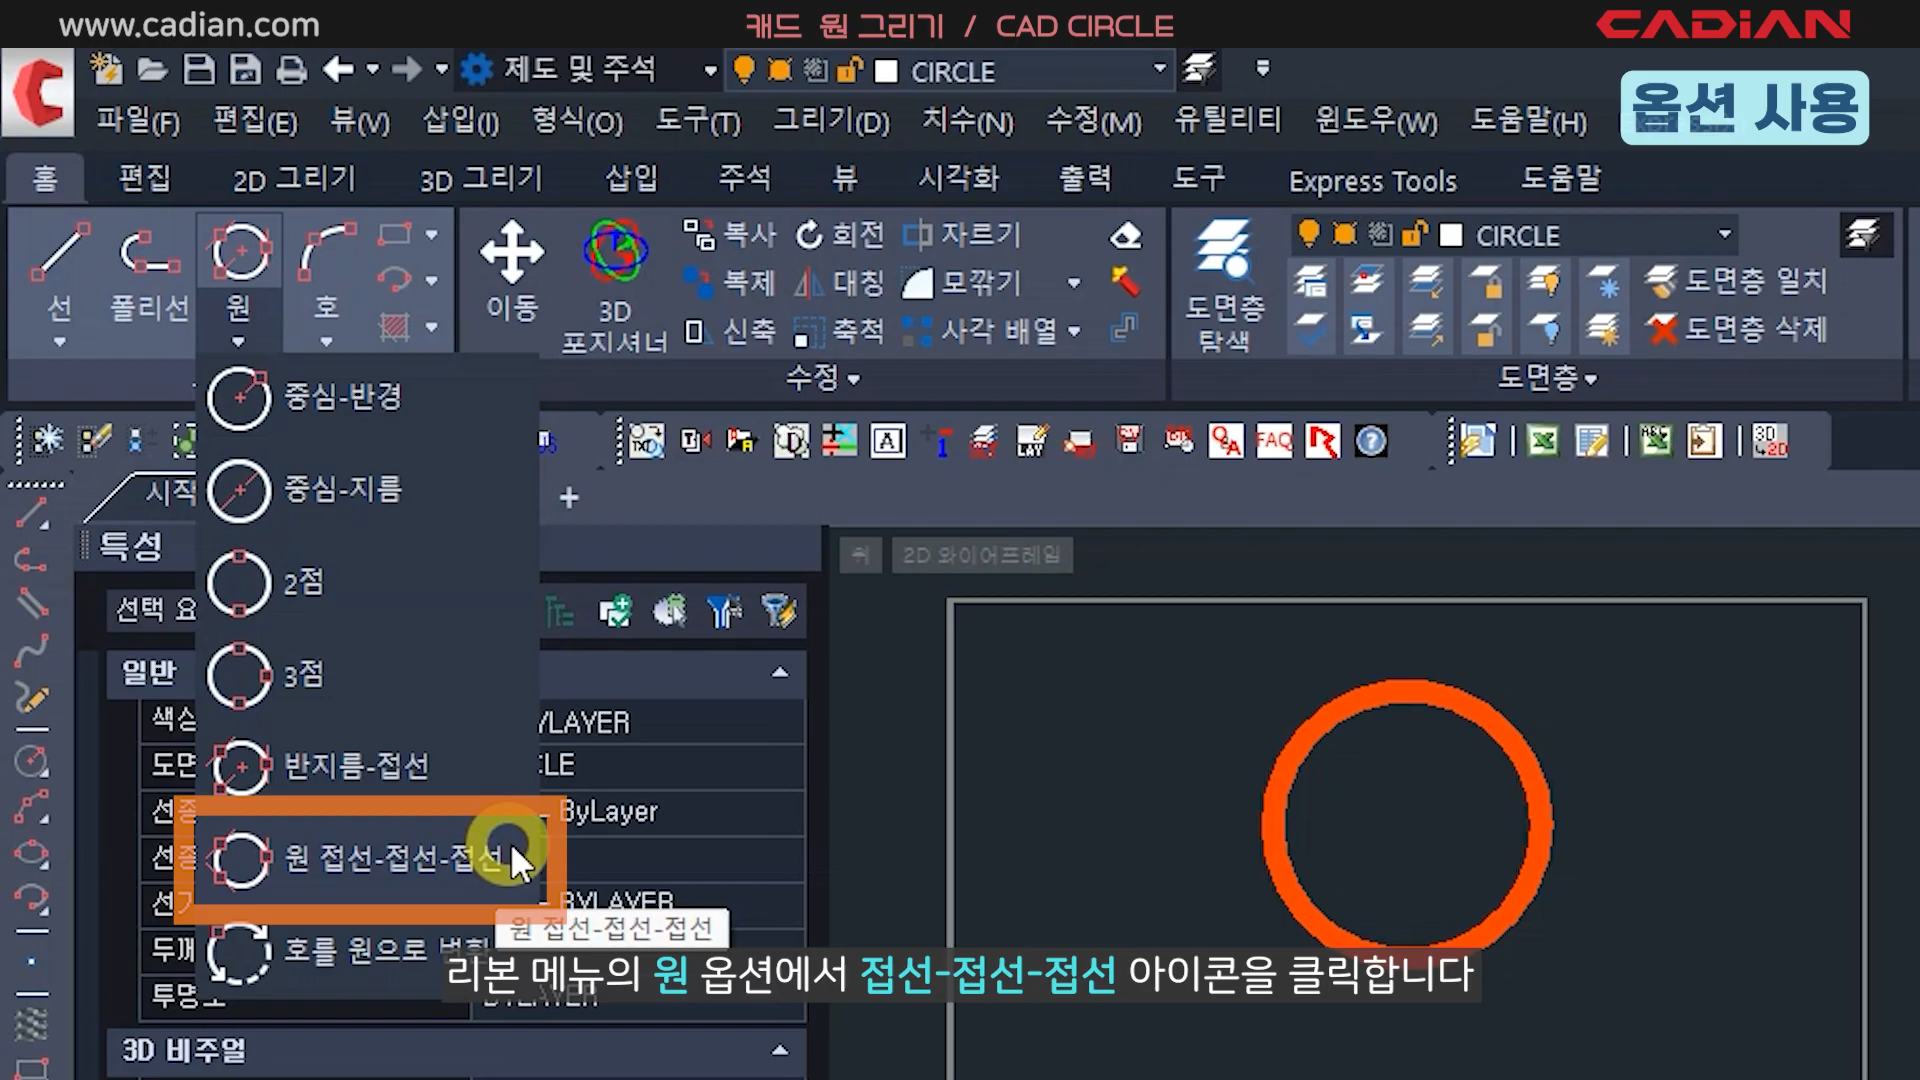 www.cadian.com
캐드 원 그리기 / CAD CIRCLE
CADIAN
제도 및 주석
CIRCLE
옵션 사용
파일(F) 편집(E) 뷰(V) 삽입(I) 형식(O) 도구(T) 그리기(D) 치수(N) 수정(M) 유틸리티 윈도우(W) 도움말(H)
홈 편집 2D 그리기 3D 그리기 삽입 주석 뷰 시각화 출력 도구 Express Tools 도움말
선 폴리선 원 호
이동
3D
포지셔너
복사 회전 자르기
복제 대칭 모깎기
신축 축척 사각 배열
수정
도면층
탐색
CIRCLE
도면층 일치
도면층 삭제
도면층
중심-반경
중심-지름
2점
3점
반지름-접선
원 접선-접선-접선
호를 원으로
FAQ
3D
2D
시작
+
특성
선택
일반
YLAYER
CLE
ByLayer
BYLAYER
원 접선-접선-접선
3D 비주얼
2D 와이어프레임
리본 메뉴의 원 옵션에서 접선-접선-접선 아이콘을 클릭합니다